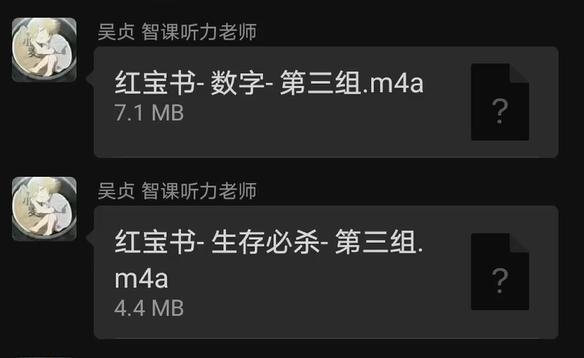 吴贞 智课听力老师
红宝书- 数字- 第三组.m4a
7.1 MB
?
吴贞 智课听力老师
红宝书- 生存必杀- 第三组.
m4a
4.4 MB
?